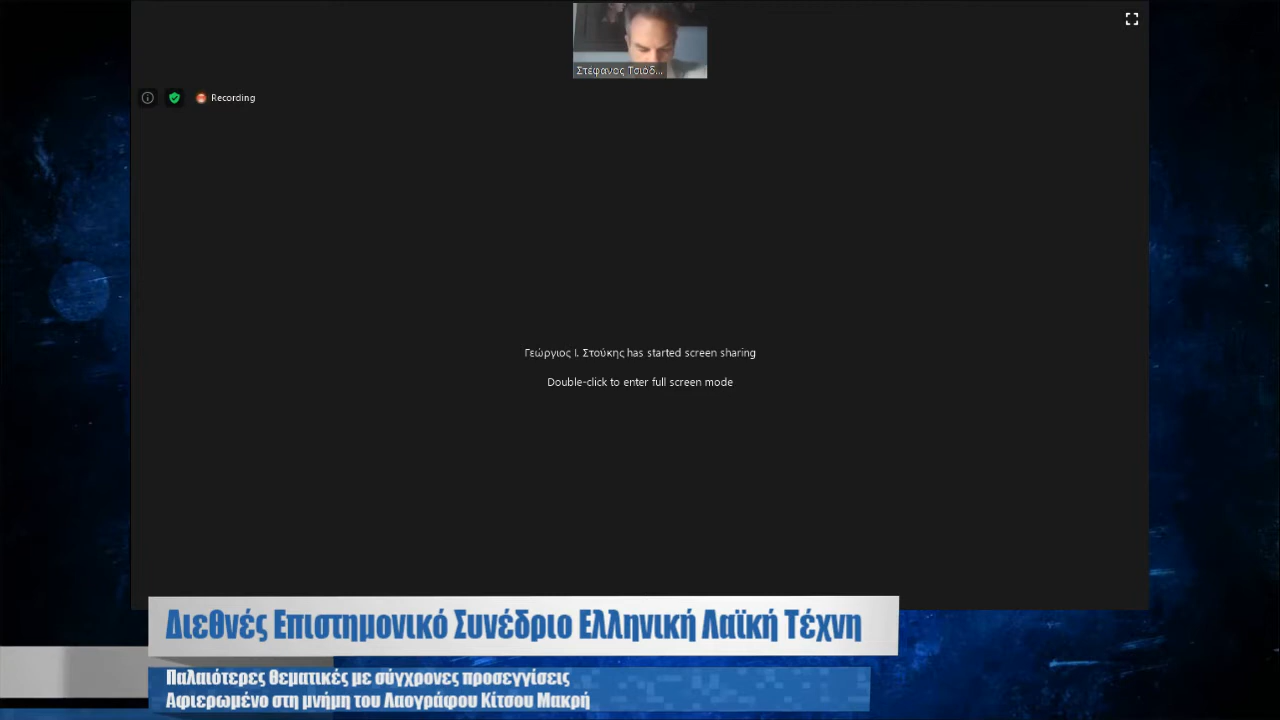 Στέφανος Τσιόδ...
Recording
Γεώργιος Ι. Στούκης has started screen sharing
Double-click to enter full screen mode
Διεθνές Επιστημονικό Συνέδριο Ελληνική Λαϊκή Τέχνη
Παλαιότερες θεματικές με σύγχρονες προσεγγίσεις
Αφιερωμένο στη μνήμη του Λαογράφου Κίτσου Μακρή